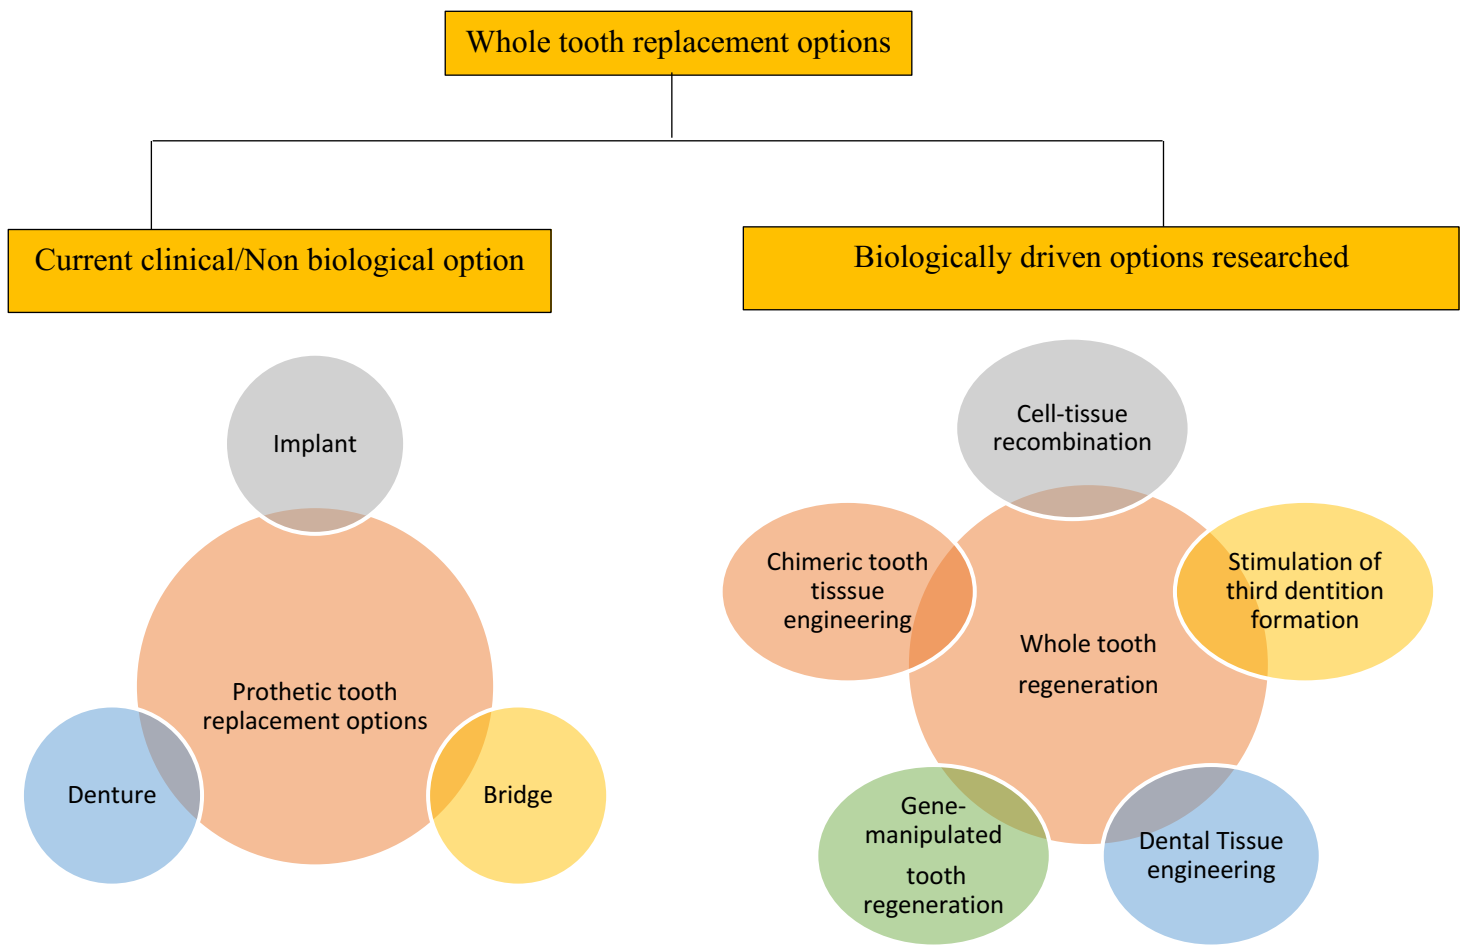 Whole tooth replacement options
Current clinical/Non biological option
Biologically driven options researched
Implant
Prothetic tooth
replacement options
Denture
Bridge
Cell-tissue
recombination
Chimeric tooth
tisssue
engineering
Stimulation of
third dentition
formation
Whole tooth
regeneration
Gene-
manipulated
tooth
regeneration
Dental Tissue
engineering